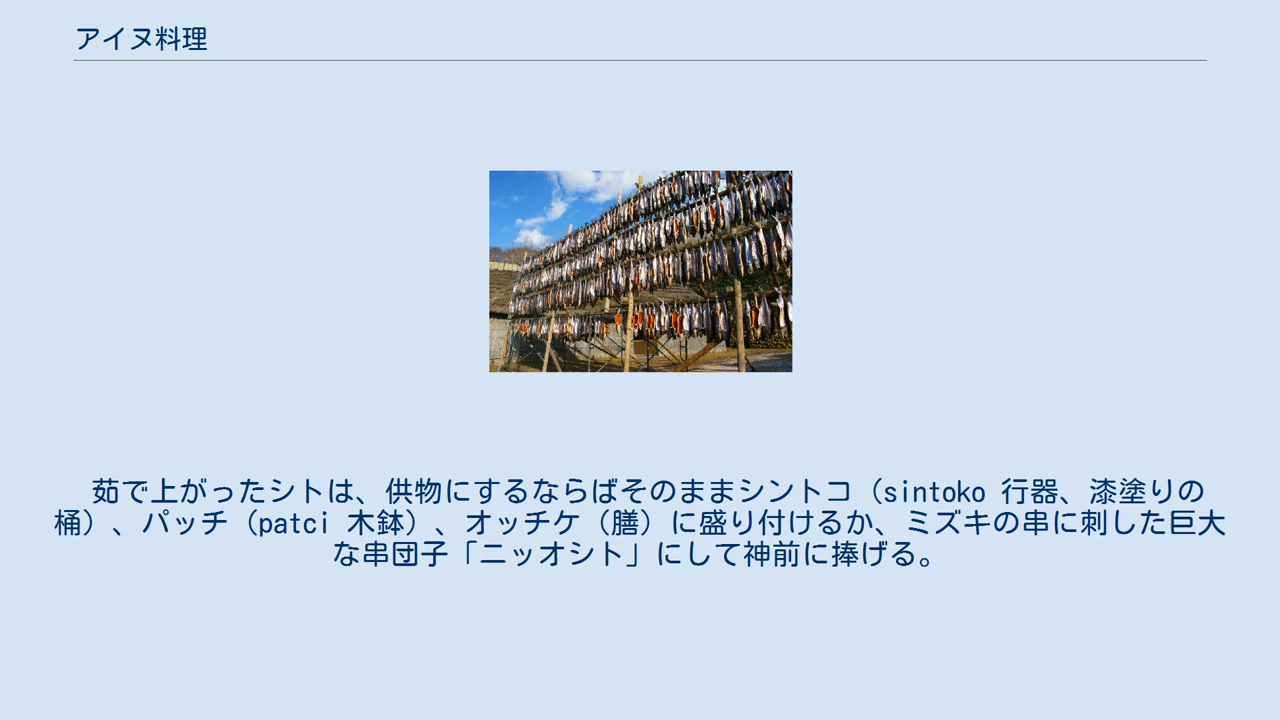 アイヌ料理
茹で上がったシトは、供物にするならばそのままシントコ（sintoko 行器、漆塗りの
桶）、パッチ（patci 木鉢）、オッチケ（膳）に盛り付けるか、ミズキの串に刺した巨大
な串団子「ニッオシト」にして神前に捧げる。